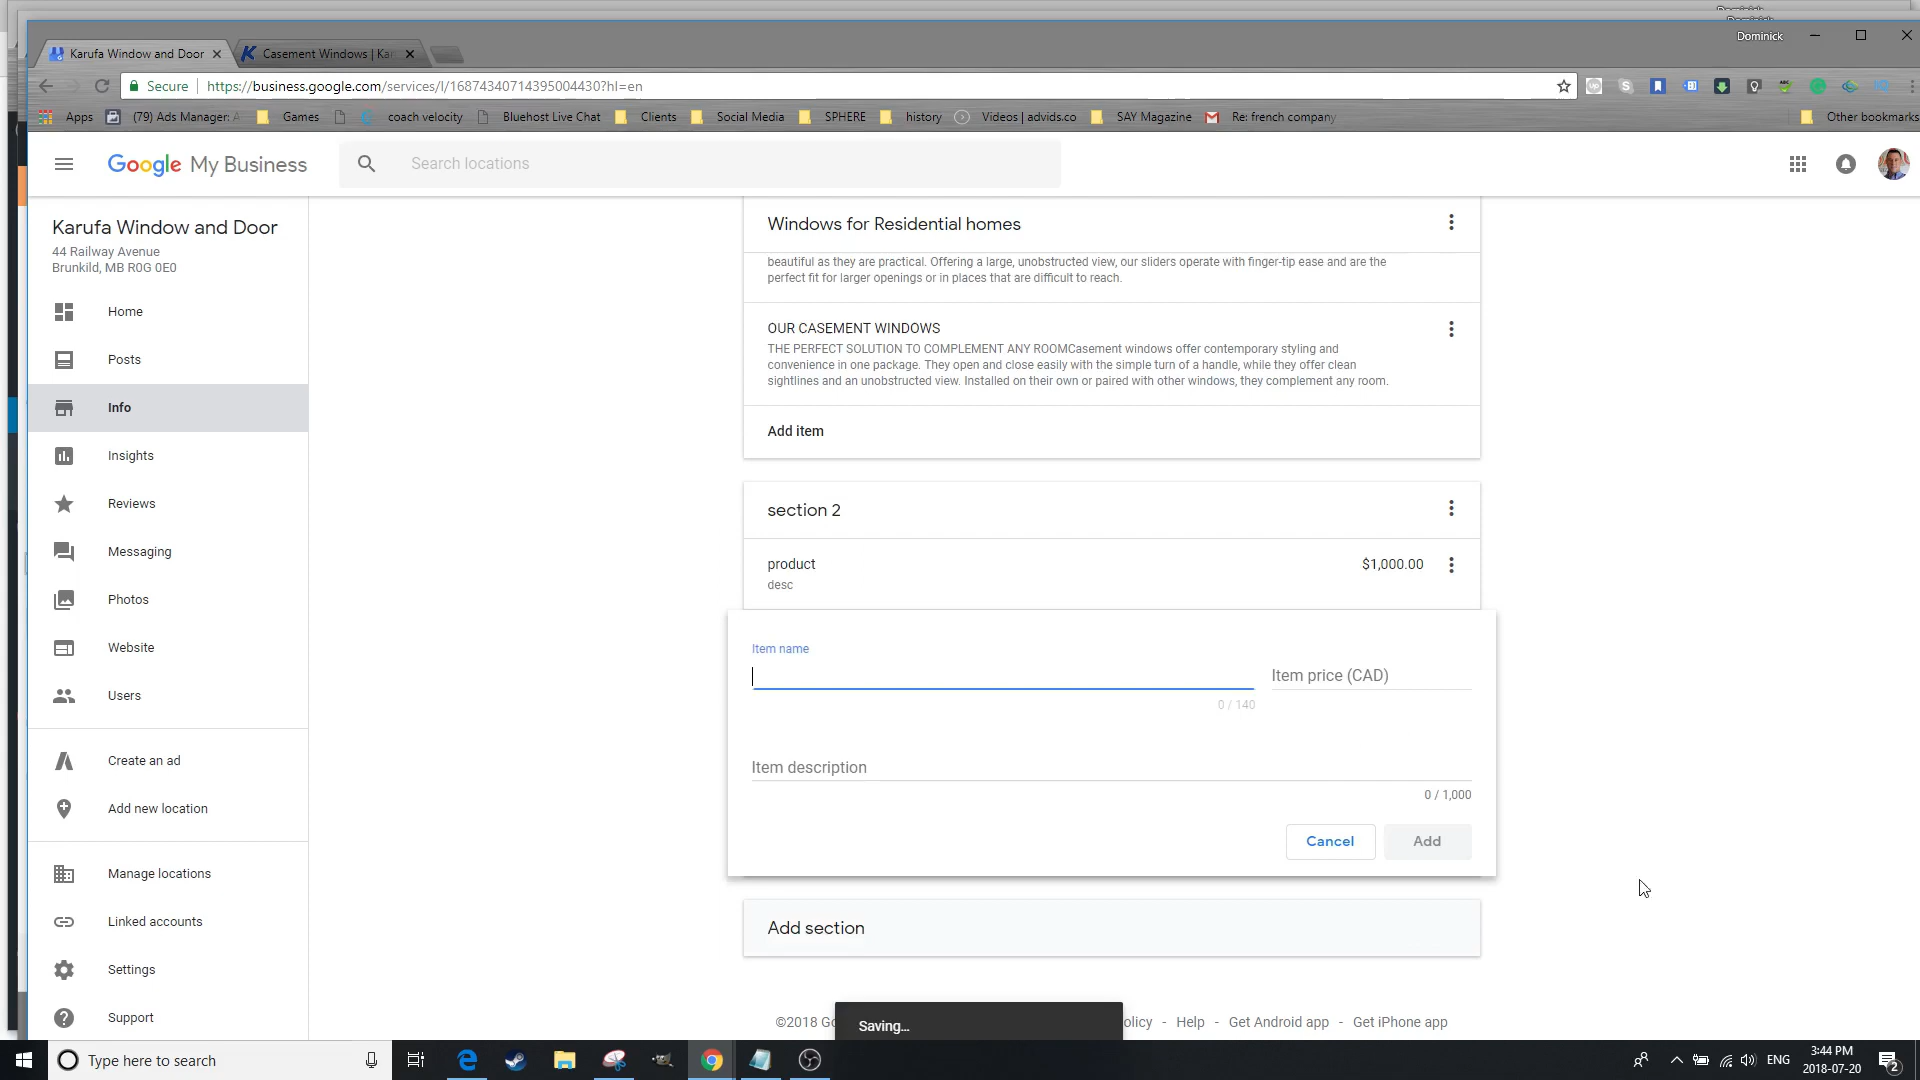 Dominick
Karufa Window and Door
Casement Windows | Kar
Secure
https://business.google.com/services/l/16874340714395004430?hl=en
Apps
(79) Ads Manager: A
Games
coach velocity
Bluehost Live Chat
Clients
Social Media
SPHERE
history
Videos | advids.co
SAY Magazine
Re: french company
Other bookmarks
Google My Business
Search locations
Karufa Window and Door
44 Railway Avenue
Brunkild, MB R0G 0E0
Home
Posts
Info
Insights
Reviews
Messaging
Photos
Website
Users
Create an ad
Add new location
Manage locations
Linked accounts
Settings
Support
Windows for Residential homes
beautiful as they are practical. Offering a large, unobstructed view, our sliders operate with finger-tip ease and are the
perfect fit for larger openings or in places that are difficult to reach.
OUR CASEMENT WINDOWS
THE PERFECT SOLUTION TO COMPLEMENT ANY ROOMCasement windows offer contemporary styling and
convenience in one package. They open and close easily with the simple turn of a handle, while they offer clean
sightlines and an unobstructed view. Installed on their own or paired with other windows, they complement any room.
Add item
section 2
product
$1,000.00
desc
Item name
Item price (CAD)
0 / 140
Item description
0 / 1,000
Cancel
Add
Add section
©2018 Go
olicy - Help - Get Android app - Get iPhone app
Saving...
Type here to search
ENG
3:44 PM
2018-07-20
2